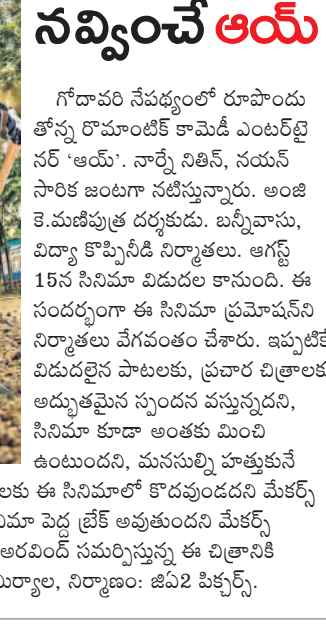 నవ్వించే ఆయ్
గోదావరి నేపథ్యంలో రూపొందు
తోన్న రొమాంటిక్ కామెడీ ఎంటర్‌టై
నర్ ‘ఆయ్’. నార్నే నితిన్, నయన్
సారిక జంటగా నటిస్తున్నారు. అంజి
కె.మణిపుత్ర దర్శకుడు. బన్నీవాసు,
విద్యా కొప్పినీడి నిర్మాతలు. ఆగస్ట్
15న సినిమా విడుదల కానుంది. ఈ
సందర్భంగా ఈ సినిమా ప్రమోషన్‌ని
నిర్మాతలు వేగవంతం చేశారు. ఇప్పటికే
విడుదలైన పాటలకు, ప్రచార చిత్రాలకు
అద్భుతమైన స్పందన వస్తున్నదని,
సినిమా కూడా అంతకు మించి
ఉంటుందని, మనసుల్ని హత్తుకునే
లకు ఈ సినిమాలో కొదవుండదని మేకర్స్
పెద్ద బ్రేక్ అవుతుందని మేకర్స్
అరవింద్ సమర్పిస్తున్న ఈ చిత్రానికి
నిర్మాణం: జిఏ2 పిక్చర్స్.